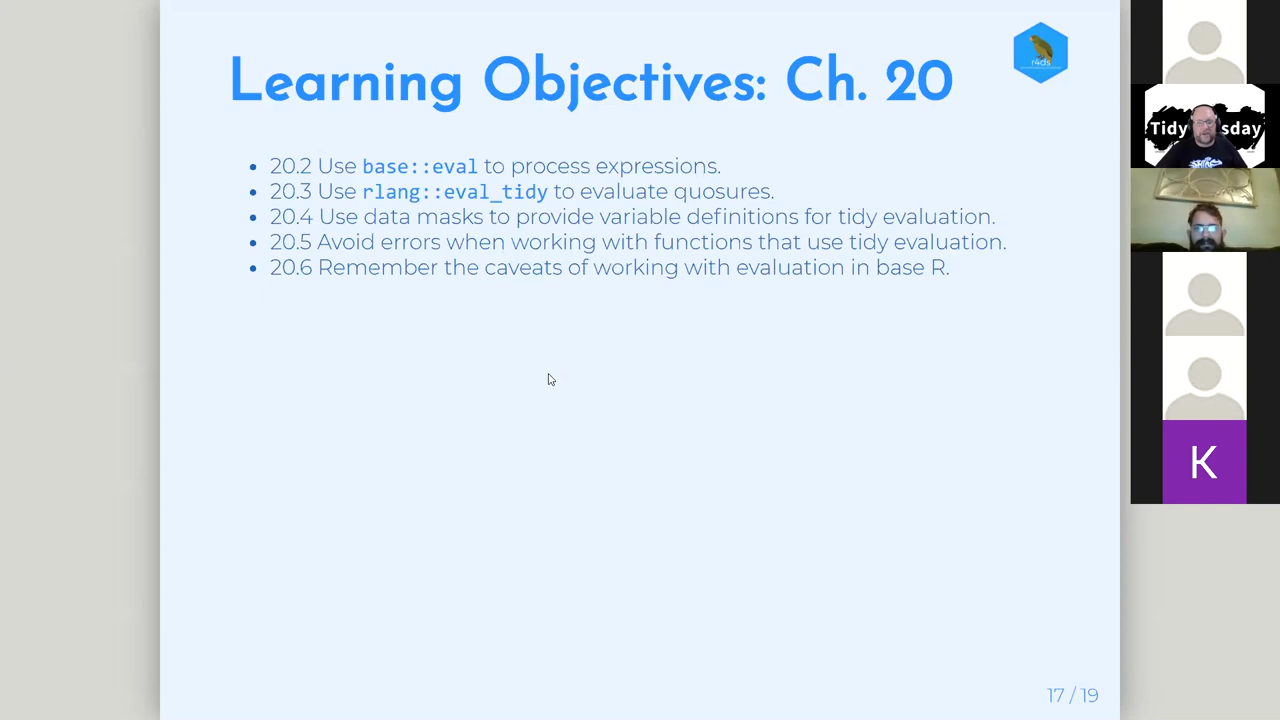 Learning Objectives: Ch. 20
r4ds
20.2 Use base::eval to process expressions.
20.3 Use rlang::eval_tidy to evaluate quosures.
20.4 Use data masks to provide variable definitions for tidy evaluation.
20.5 Avoid errors when working with functions that use tidy evaluation.
20.6 Remember the caveats of working with evaluation in base R.
17 / 19
K